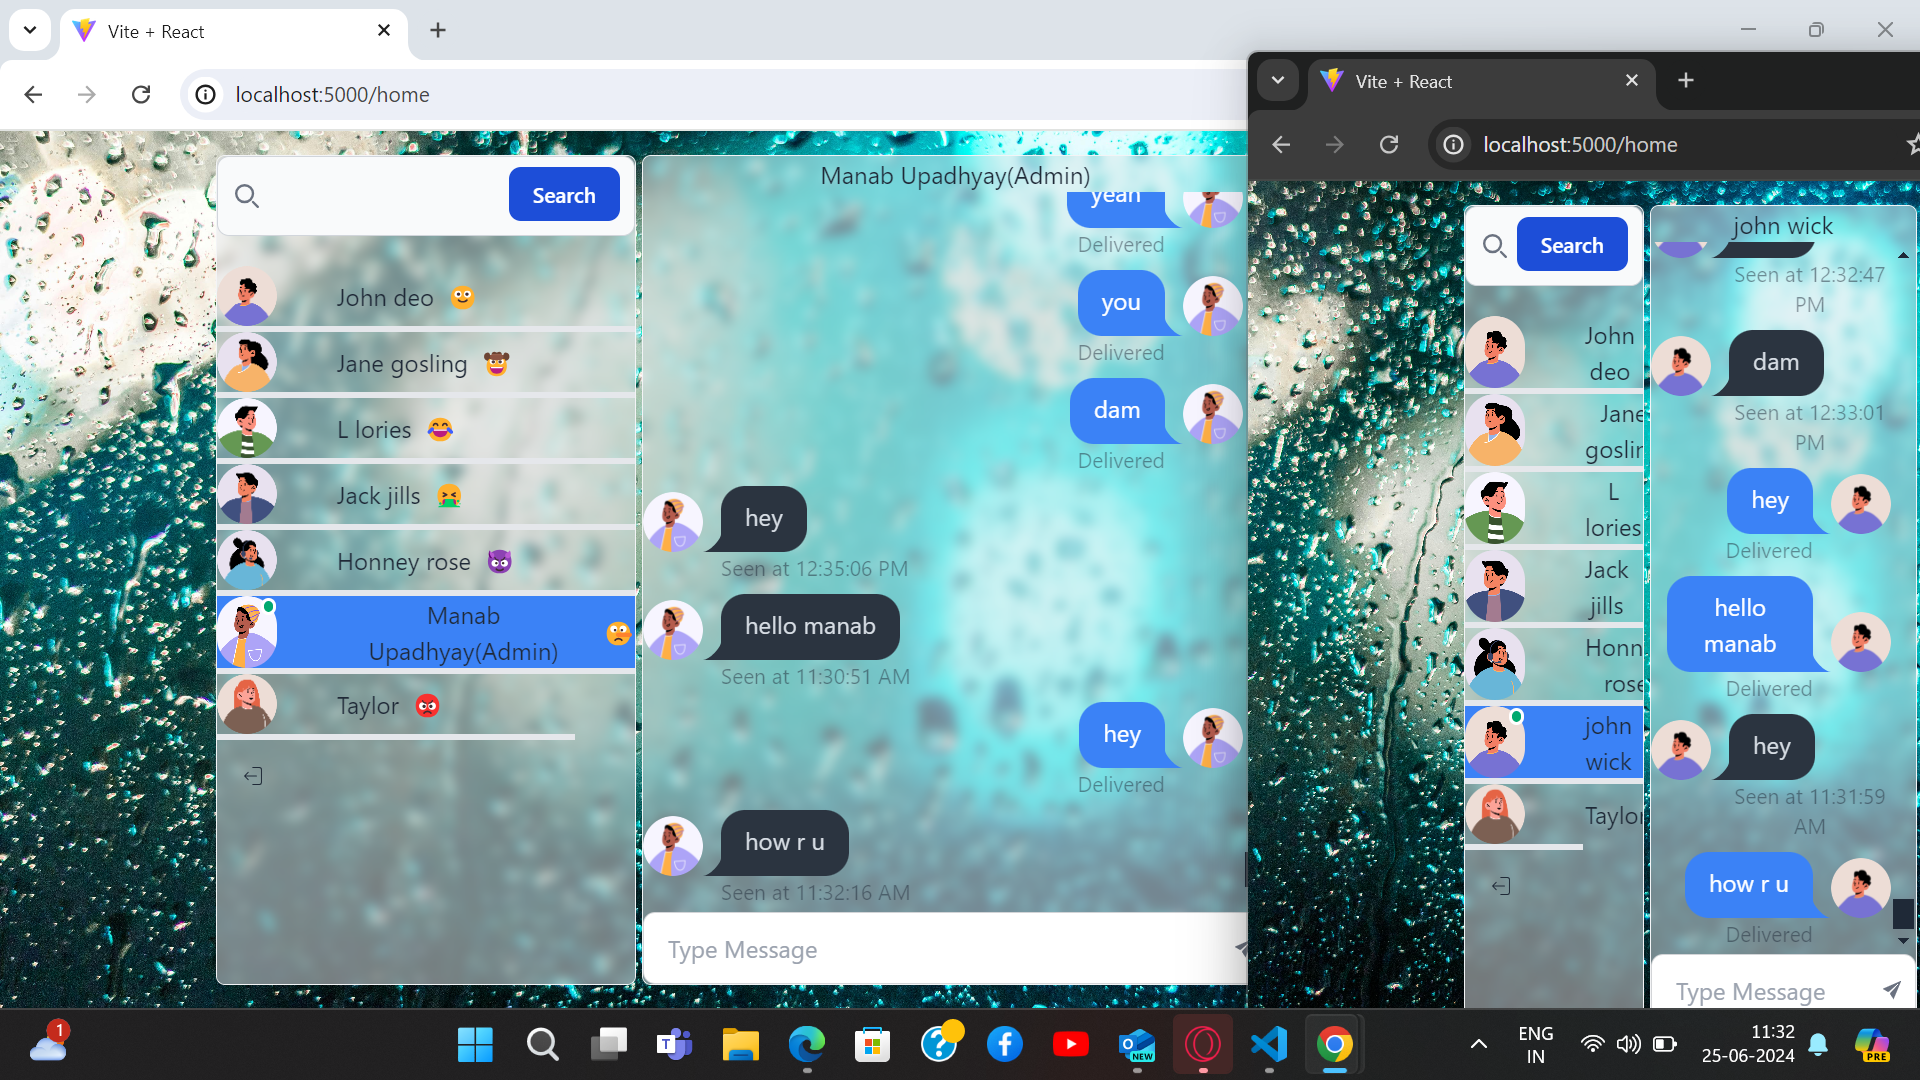 Vite + React
localhost:5000/home
Search
John deo
Jane gosling
L lories
Jack jills
Honney rose
Manab
Upadhyay(Admin)
Taylor
Manab Upadhyay(Admin)
yeah
Delivered
you
Delivered
dam
Delivered
hey
Seen at 12:35:06 PM
hello manab
Seen at 11:30:51 AM
hey
Delivered
how r u
Seen at 11:32:16 AM
Type Message
Vite + React
localhost:5000/home
Search
John
deo
Jane
goslin
L
lories
Jack
jills
Honn
rose
john
wick
Taylor
john wick
Seen at 12:32:47
PM
dam
Seen at 12:33:01
PM
hey
Delivered
hello
manab
Delivered
hey
Seen at 11:31:59
AM
how r u
Delivered
Type Message
1
T
O
NEW
ENG
IN
11:32
25-06-2024
PRE